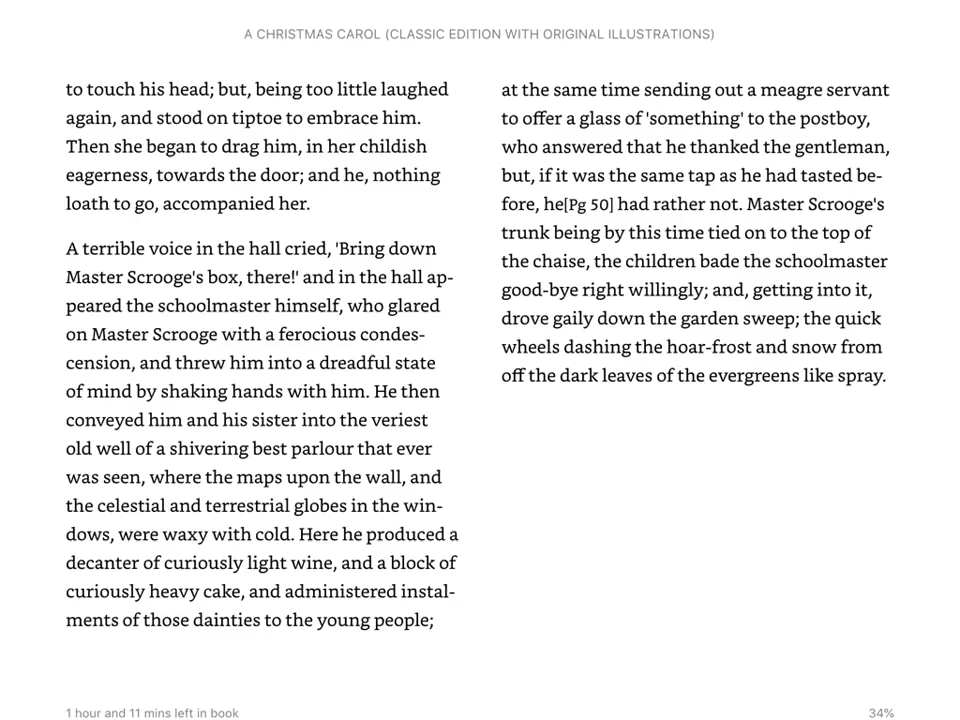 A CHRISTMAS CAROL (CLASSIC EDITION WITH ORIGINAL ILLUSTRATIONS)
to touch his head; but, being too little laughed
again, and stood on tiptoe to embrace him.
Then she began to drag him, in her childish
eagerness, towards the door; and he, nothing
loath to go, accompanied her.
A terrible voice in the hall cried, 'Bring down
Master Scrooge's box, there!' and in the hall ap-
peared the schoolmaster himself, who glared
on Master Scrooge with a ferocious condes-
cension, and threw him into a dreadful state
of mind by shaking hands with him. He then
conveyed him and his sister into the veriest
old well of a shivering best parlour that ever
was seen, where the maps upon the wall, and
the celestial and terrestrial globes in the win-
dows, were waxy with cold. Here he produced a
decanter of curiously light wine, and a block of
curiously heavy cake, and administered instal-
ments of those dainties to the young people;
at the same time sending out a meagre servant
to offer a glass of 'something' to the postboy,
who answered that he thanked the gentleman,
but, if it was the same tap as he had tasted be-
fore, he[Pg 50] had rather not. Master Scrooge's
trunk being by this time tied on to the top of
the chaise, the children bade the schoolmaster
good-bye right willingly; and, getting into it,
drove gaily down the garden sweep; the quick
wheels dashing the hoar-frost and snow from
off the dark leaves of the evergreens like spray.
1 hour and 11 mins left in book
34%